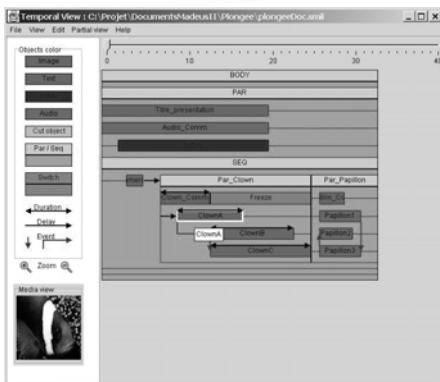 Temporal View : C:\Projet\DocumentsMadeusII\Plongee\plongeeDoc.smil
File View Edit Partial view Help
Objects color
Image
Text
Audio
Cut object
Par / Seq
Switch
Duration
Delay
Event
Zoom
Media view
0 10 20 30 40
BODY
PAR
Titre_presentation
Audio_Comm
SEQ
Par_Clown Par_Papillon
Clown_Comm Freeze
ClownA Papillon1
ClownA ClownB Papillon2
ClownC Papillon3